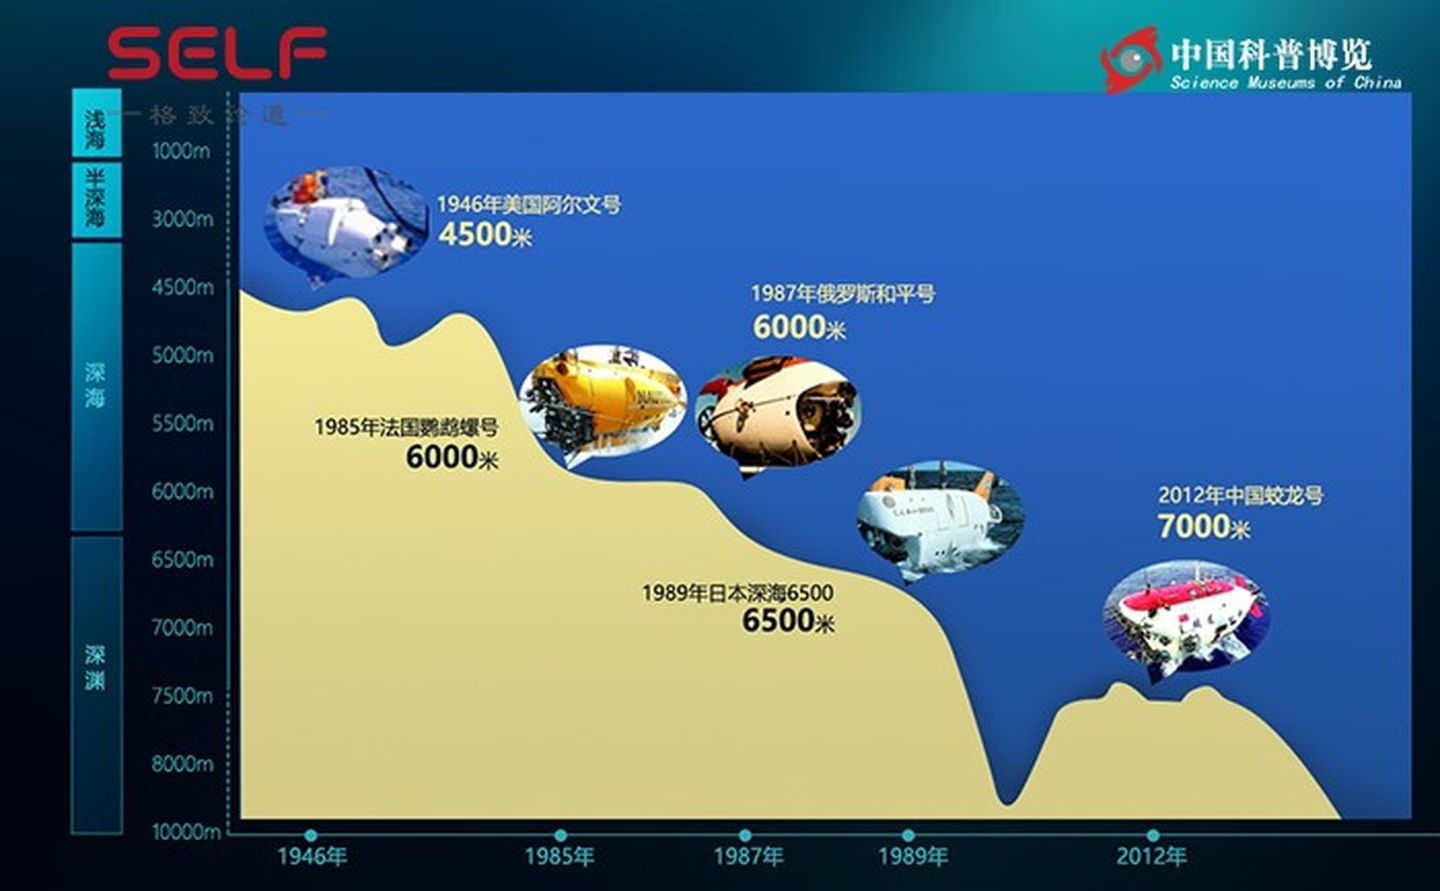 SELF
格致论道
中国科普博览
Science Museums of China
浅海
半深海
深海
深渊
1000m
3000m
4500m
5000m
5500m
6000m
6500m
7000m
7500m
8000m
10000m
1946年美国阿尔文号
4500米
1987年俄罗斯和平号
6000米
1985年法国鹦鹉螺号
6000米
2012年中国蛟龙号
7000米
1989年日本深海6500
6500米
1946年
1985年
1987年
1989年
2012年